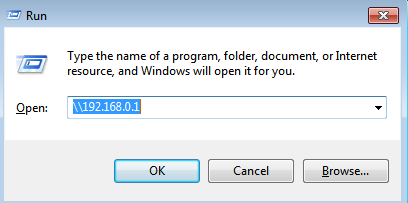 Run
Type the name of a program, folder, document, or Internet
resource, and Windows will open it for you.
Open: \\192.168.0.1
OK Cancel Browse...